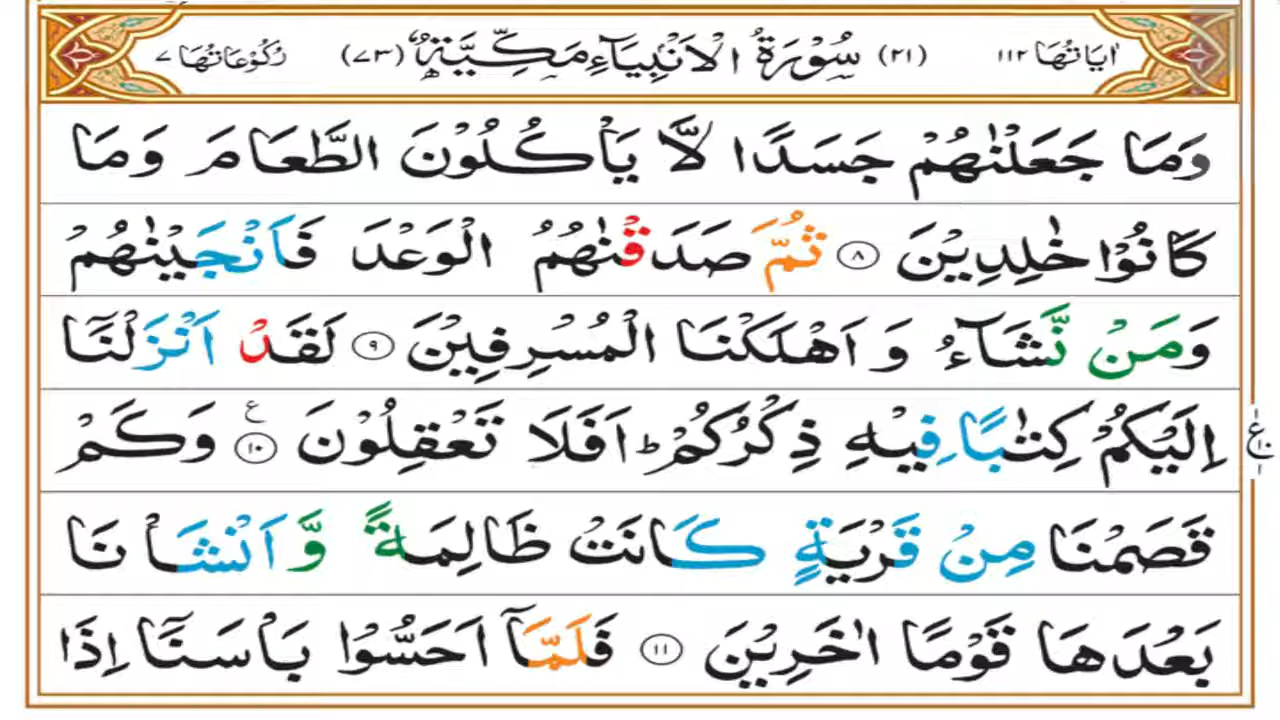 اٰيَاتُهَا ١١٢ (٢١) سُوْرَةُ الْاَنْۢبِيَآءِ مَكِّيَّةٌ (٧٣) رُكُوْعَاتُهَا ٧
وَمَا جَعَلْنٰهُمْ جَسَدًا لَّا يَاْكُلُوْنَ الطَّعَامَ وَمَا
كَانُوْا خٰلِدِيْنَ ٨ ثُمَّ صَدَقْنٰهُمُ الْوَعْدَ فَاَنْجَيْنٰهُمْ
وَمَنْ نَّشَآءُ وَاَهْلَكْنَا الْمُسْرِفِيْنَ ٩ لَقَدْ اَنْزَلْنَآ
اِلَيْكُمْ كِتٰبًا فِيْهِ ذِكْرُكُمْ ؕ اَفَلَا تَعْقِلُوْنَ ١٠ ع وَكَمْ
قَصَمْنَا مِنْ قَرْيَةٍ كَانَتْ ظَالِمَةً وَّاَنْشَاْنَا
بَعْدَهَا قَوْمًا اٰخَرِيْنَ ١١ فَلَمَّآ اَحَسُّوْا بَاْسَنَآ اِذَا